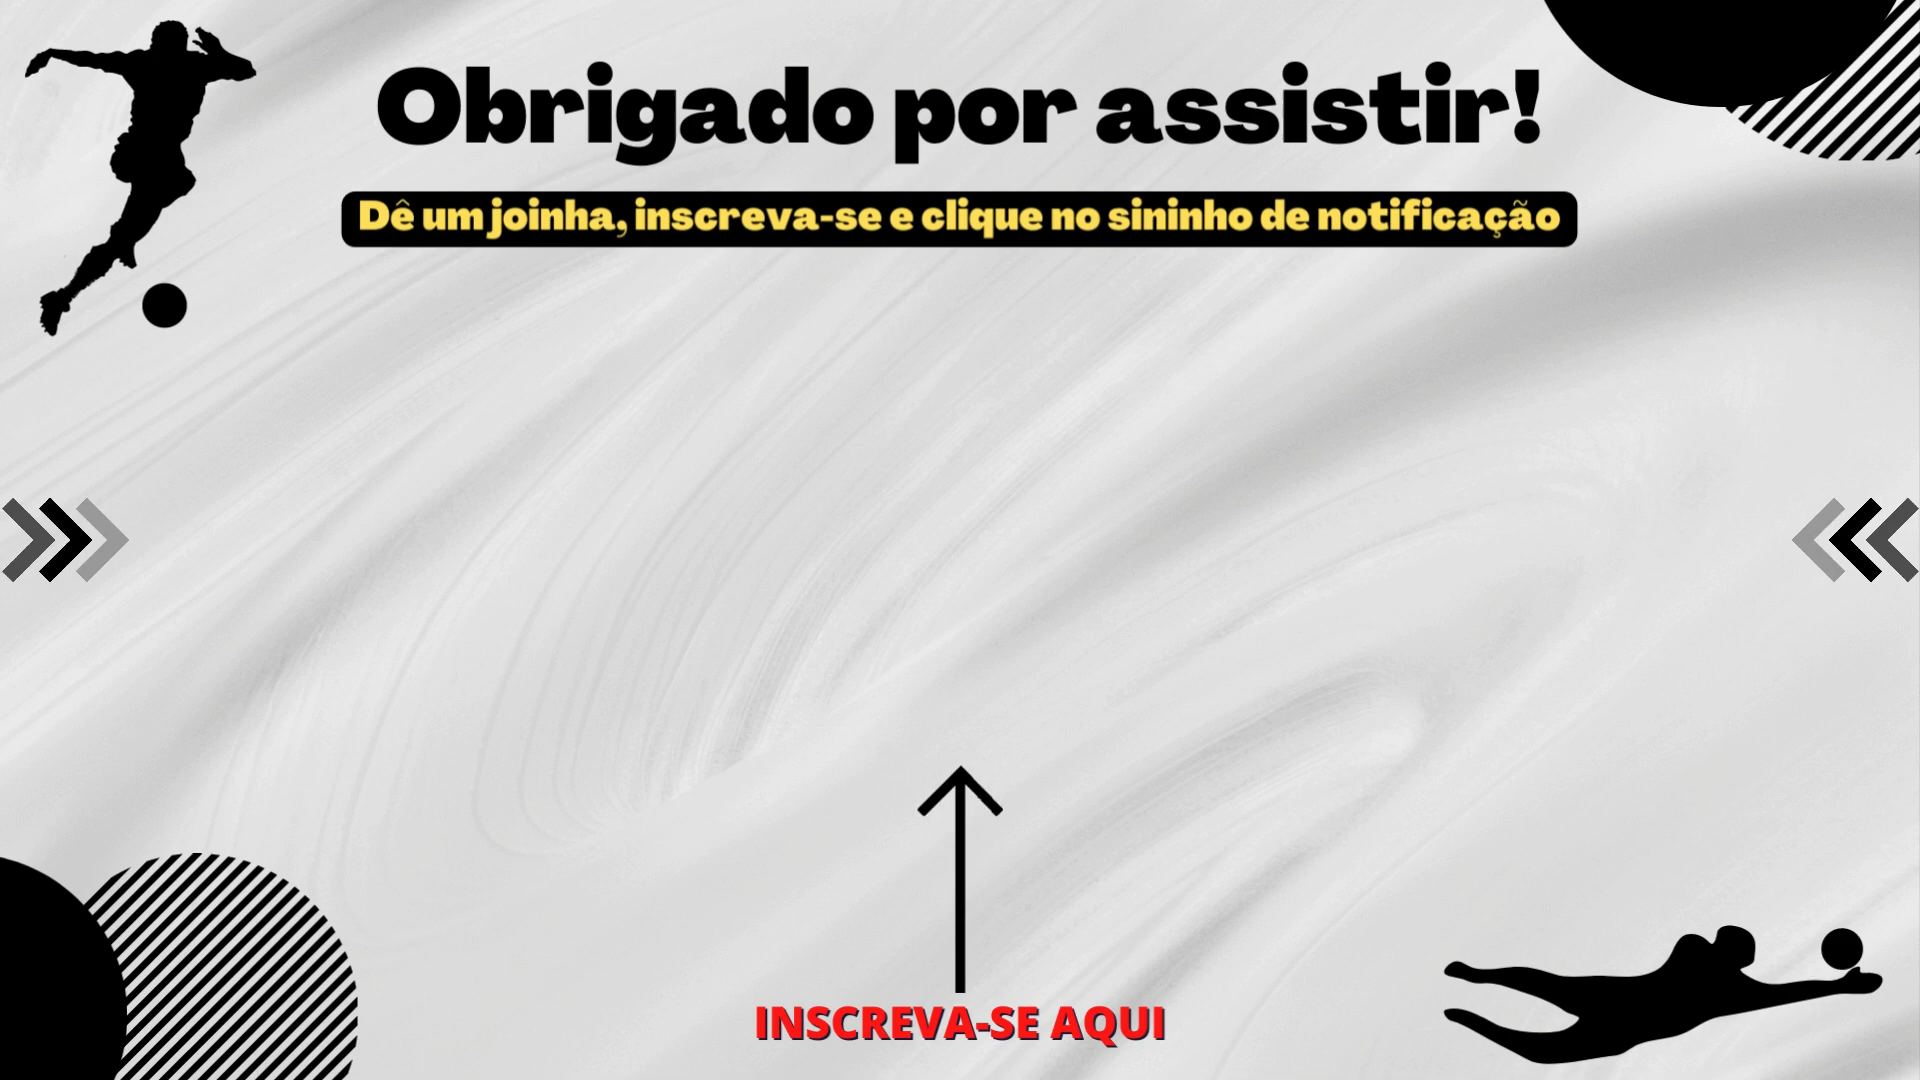 Obrigado por assistir!
Dê um joinha, inscreva-se e clique no sininho de notificação
INSCREVA-SE AQUI